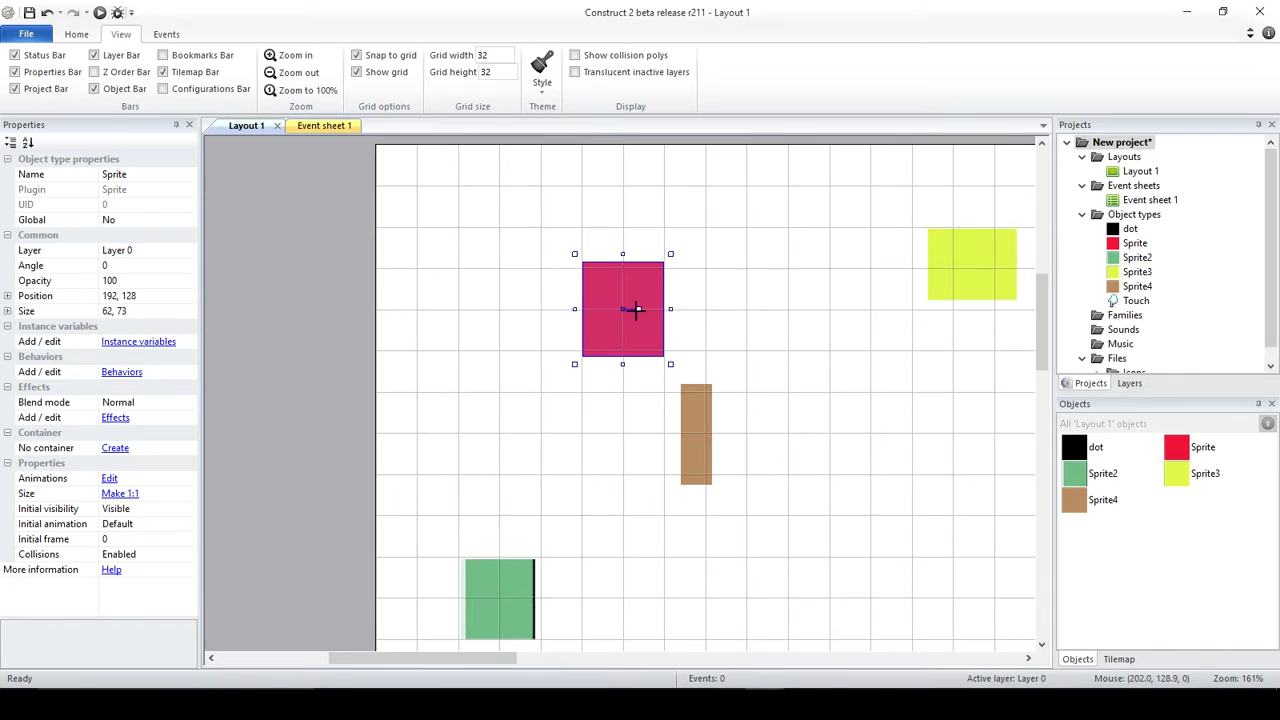 Construct 2 beta release r211 - Layout 1
File Home View Events
Status Bar Layer Bar Bookmarks Bar Zoom in Snap to grid Grid width 32 Show collision polys
Properties Bar Z Order Bar Tilemap Bar Zoom out Show grid Grid height 32 Translucent inactive layers
Project Bar Object Bar Configurations Bar Zoom to 100% Style
Bars Zoom Grid options Grid size Theme Display
Properties
Layout 1 Event sheet 1
Projects
Object type properties
Name Sprite
Plugin Sprite
UID 0
Global No
Common
Layer Layer 0
Angle 0
Opacity 100
Position 192, 128
Size 62, 73
Instance variables
Add / edit Instance variables
Behaviors
Add / edit Behaviors
Effects
Blend mode Normal
Add / edit Effects
Container
No container Create
Properties
Animations Edit
Size Make 1:1
Initial visibility Visible
Initial animation Default
Initial frame 0
Collisions Enabled
More information Help
New project*
Layouts
Layout 1
Event sheets
Event sheet 1
Object types
dot
Sprite
Sprite2
Sprite3
Sprite4
Touch
Families
Sounds
Music
Files
Icons
Projects Layers
Objects
All 'Layout 1' objects
dot Sprite
Sprite2 Sprite3
Sprite4
Objects Tilemap
Ready Events: 0 Active layer: Layer 0 Mouse: (202.0, 128.9, 0) Zoom: 161%